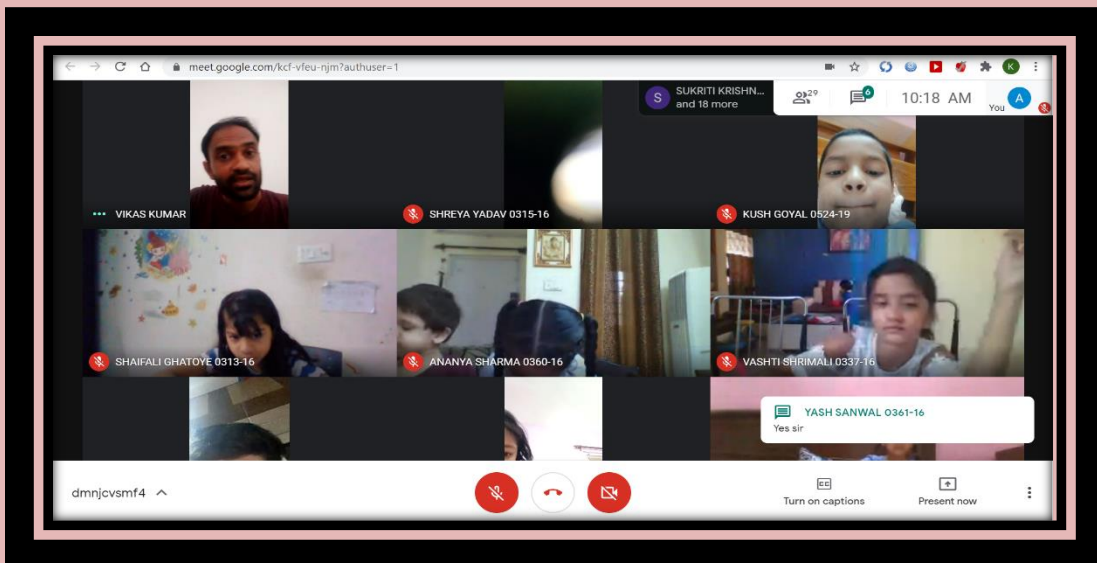 meet.google.com/kcf-vfeu-njm?authuser=1
K
S
SUKRITI KRISHN...
and 18 more
29
6
10:18 AM
You
A
VIKAS KUMAR
SHREYA YADAV 0315-16
KUSH GOYAL 0524-19
SHAIFALI GHATOYE 0313-16
ANANYA SHARMA 0360-16
VASHTI SHRIMALI 0337-16
YASH SANWAL 0361-16
Yes sir
dmnjcvsmf4
CC
Turn on captions
Present now